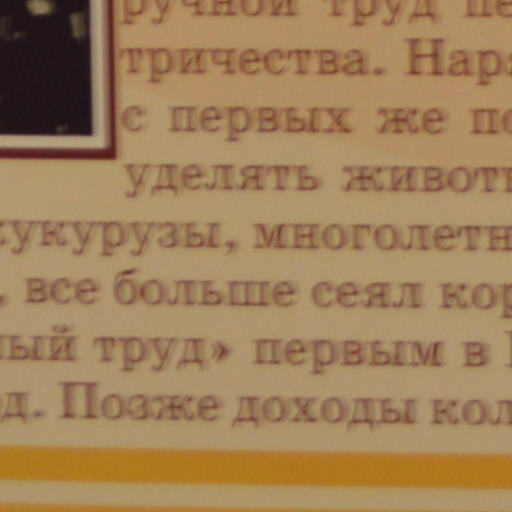 ручной труд пе
тричества. Нар
с первых же по
уделять живот
кукурузы, многолетн
, все больше сеял кор
ый труд» первым в
д. Позже доходы кол